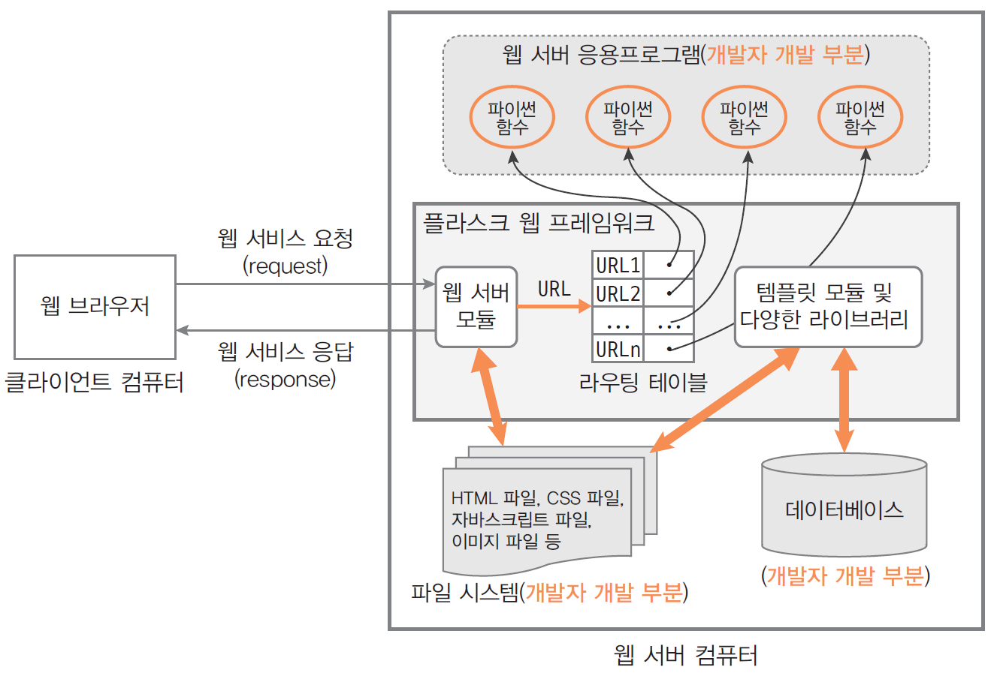 웹 서버 응용프로그램(개발자 개발 부분)
파이썬
함수
파이썬
함수
파이썬
함수
파이썬
함수
플라스크 웹 프레임워크
웹 서비스 요청
(request)
웹 브라우저
클라이언트 컴퓨터
웹 서비스 응답
(response)
웹 서버
모듈
URL
URL1
URL2
... ...
URLn
라우팅 테이블
템플릿 모듈 및
다양한 라이브러리
HTML 파일, CSS 파일,
자바스크립트 파일,
이미지 파일 등
파일 시스템(개발자 개발 부분)
데이터베이스
(개발자 개발 부분)
웹 서버 컴퓨터